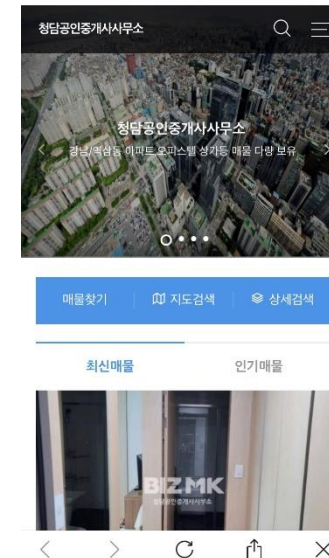 청담공인중개사사무소
청담공인중개사사무소
강남/역삼동 아파트 오피스텔 상가등 매물 다량 보유
매물찾기
지도검색
상세검색
최신매물
인기매물
BIZ.MK
청담공인중개사사무소